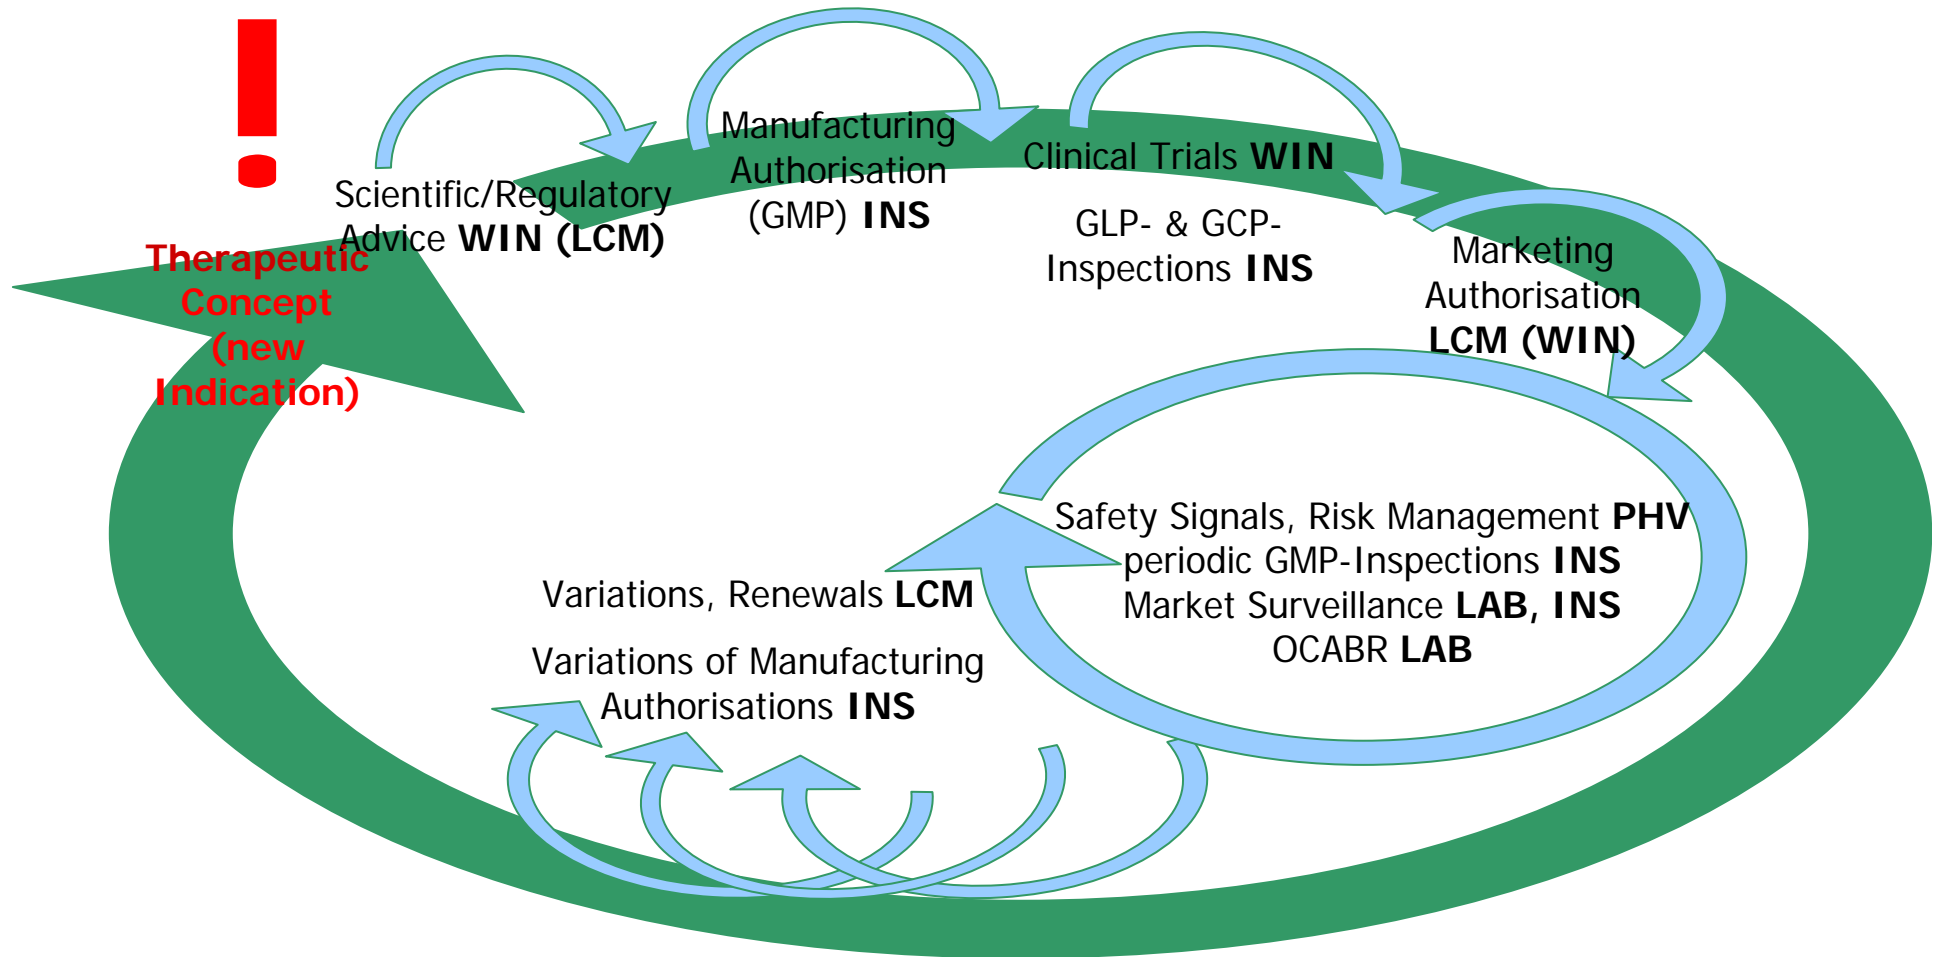 !
Therapeutic
Concept
(new
Indication)
Scientific/Regulatory
Advice WIN (LCM)
Manufacturing
Authorisation
(GMP) INS
Clinical Trials WIN
GLP- & GCP-
Inspections INS
Marketing
Authorisation
LCM (WIN)
Safety Signals, Risk Management PHV
periodic GMP-Inspections INS
Market Surveillance LAB, INS
OCABR LAB
Variations, Renewals LCM
Variations of Manufacturing
Authorisations INS